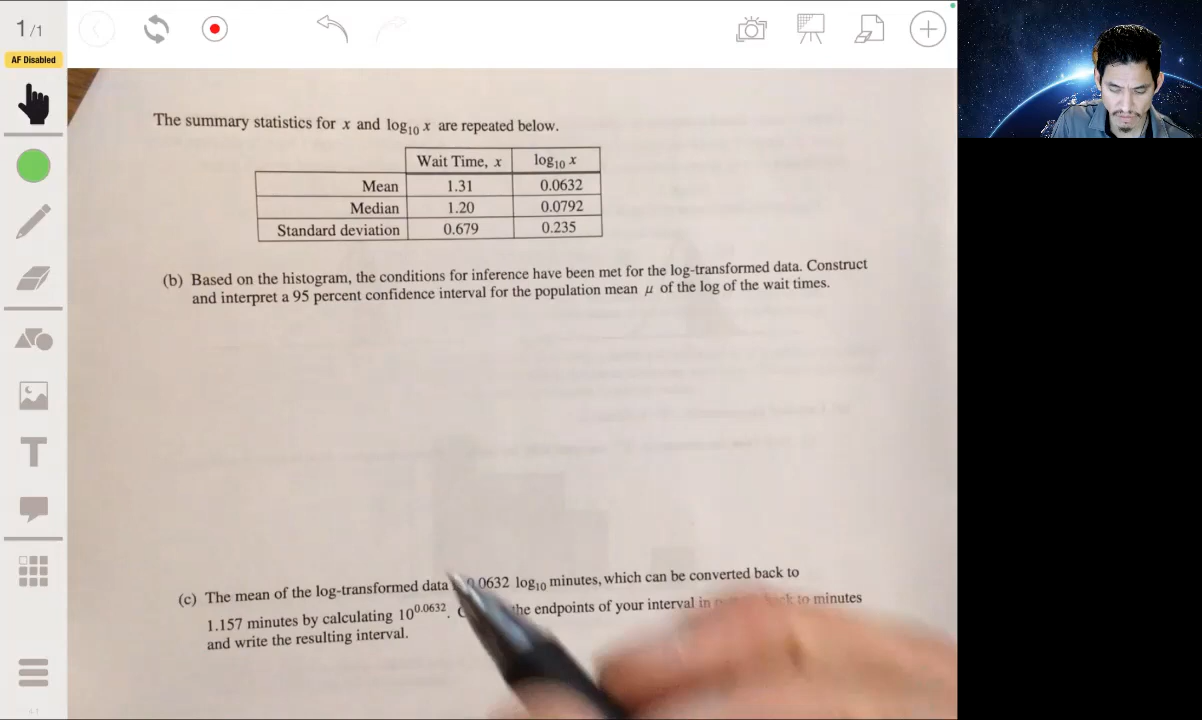 1/1
AF Disabled
The summary statistics for x and log₁₀ x are repeated below.
Wait Time, x log₁₀ x
Mean 1.31 0.0632
Median 1.20 0.0792
Standard deviation 0.679 0.235
(b) Based on the histogram, the conditions for inference have been met for the log-transformed data. Construct
and interpret a 95 percent confidence interval for the population mean μ of the log of the wait times.
(c) The mean of the log-transformed data 0.0632 log₁₀ minutes, which can be converted back to
1.157 minutes by calculating 10^0.0632. the endpoints of your interval in back to minutes
and write the resulting interval.
T